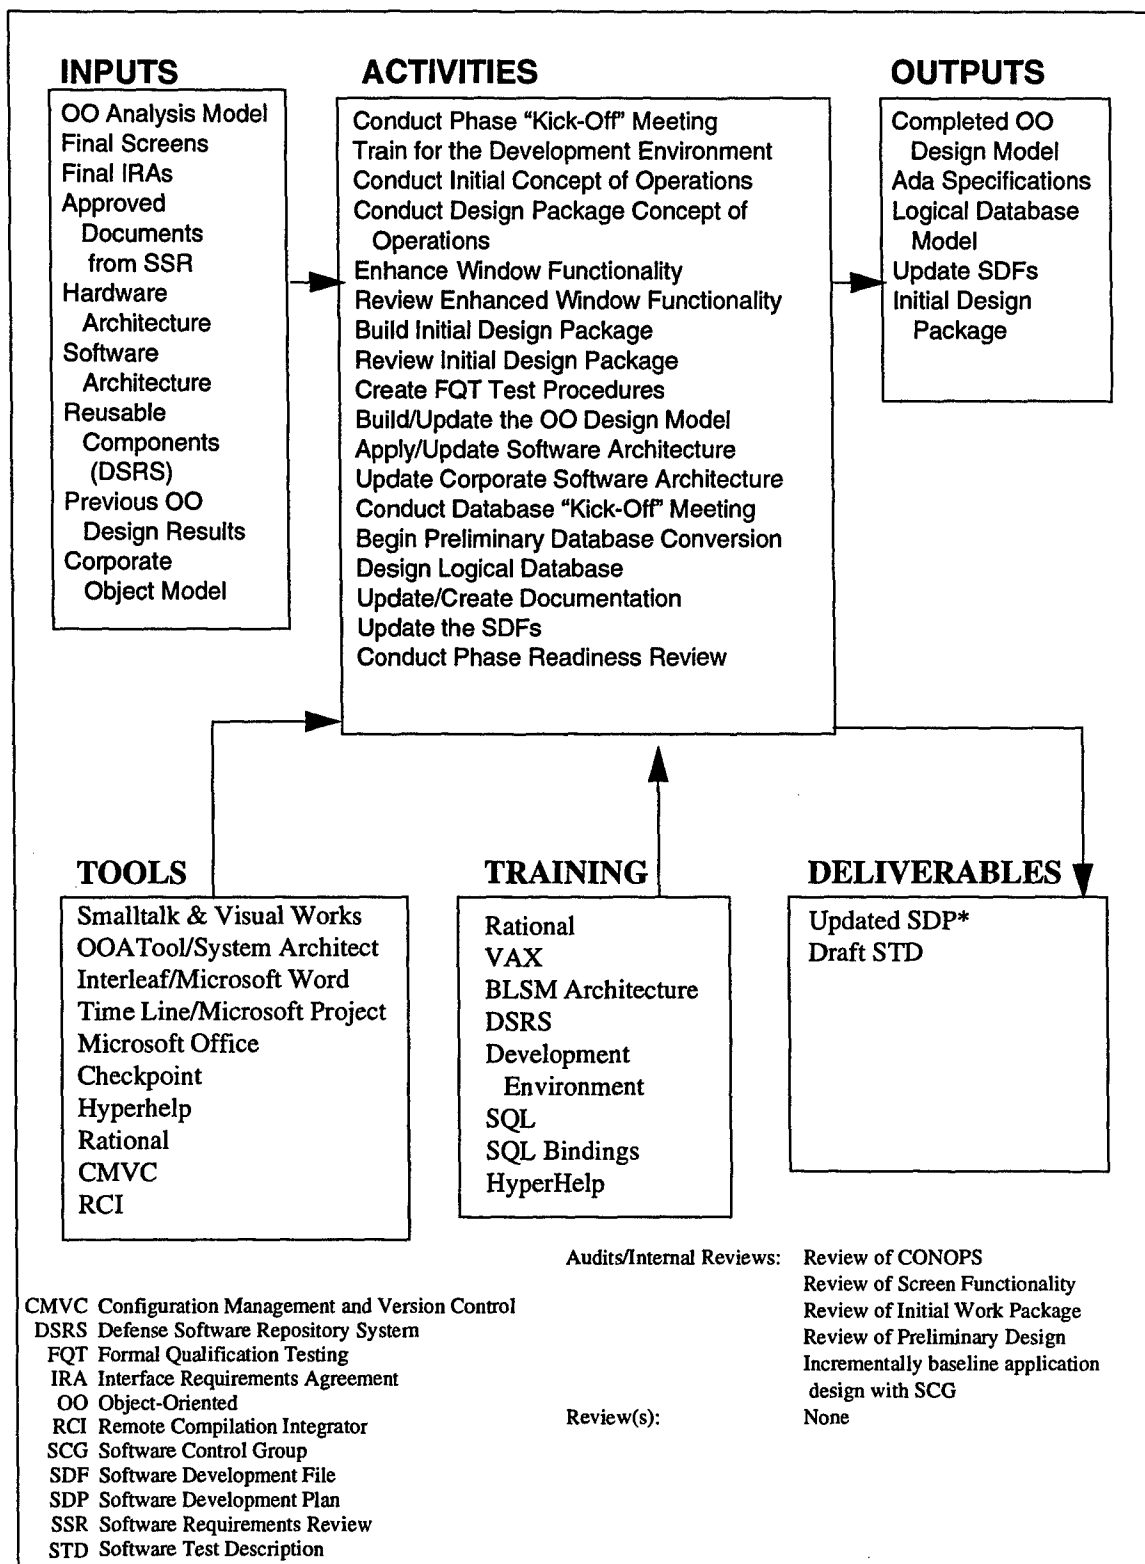 INPUTS
OO Analysis Model
Final Screens
Final IRAs
Approved
Documents
from SSR
Hardware
Architecture
Software
Architecture
Reusable
Components
(DSRS)
Previous OO
Design Results
Corporate
Object Model
ACTIVITIES
Conduct Phase "Kick-Off" Meeting
Train for the Development Environment
Conduct Initial Concept of Operations
Conduct Design Package Concept of
Operations
Enhance Window Functionality
Review Enhanced Window Functionality
Build Initial Design Package
Review Initial Design Package
Create FQT Test Procedures
Build/Update the OO Design Model
Apply/Update Software Architecture
Update Corporate Software Architecture
Conduct Database "Kick-Off" Meeting
Begin Preliminary Database Conversion
Design Logical Database
Update/Create Documentation
Update the SDFs
Conduct Phase Readiness Review
OUTPUTS
Completed OO
Design Model
Ada Specifications
Logical Database
Model
Update SDFs
Initial Design
Package
TOOLS
Smalltalk & Visual Works
OOATool/System Architect
Interleaf/Microsoft Word
Time Line/Microsoft Project
Microsoft Office
Checkpoint
Hyperhelp
Rational
CMVC
RCI
TRAINING
Rational
VAX
BLSM Architecture
DSRS
Development
Environment
SQL
SQL Bindings
HyperHelp
DELIVERABLES
Updated SDP*
Draft STD
Audits/Internal Reviews: Review of CONOPS
Review of Screen Functionality
Review of Initial Work Package
Review of Preliminary Design
Incrementally baseline application
design with SCG
Review(s): None
CMVC Configuration Management and Version Control
DSRS Defense Software Repository System
FQT Formal Qualification Testing
IRA Interface Requirements Agreement
OO Object-Oriented
RCI Remote Compilation Integrator
SCG Software Control Group
SDF Software Development File
SDP Software Development Plan
SSR Software Requirements Review
STD Software Test Description